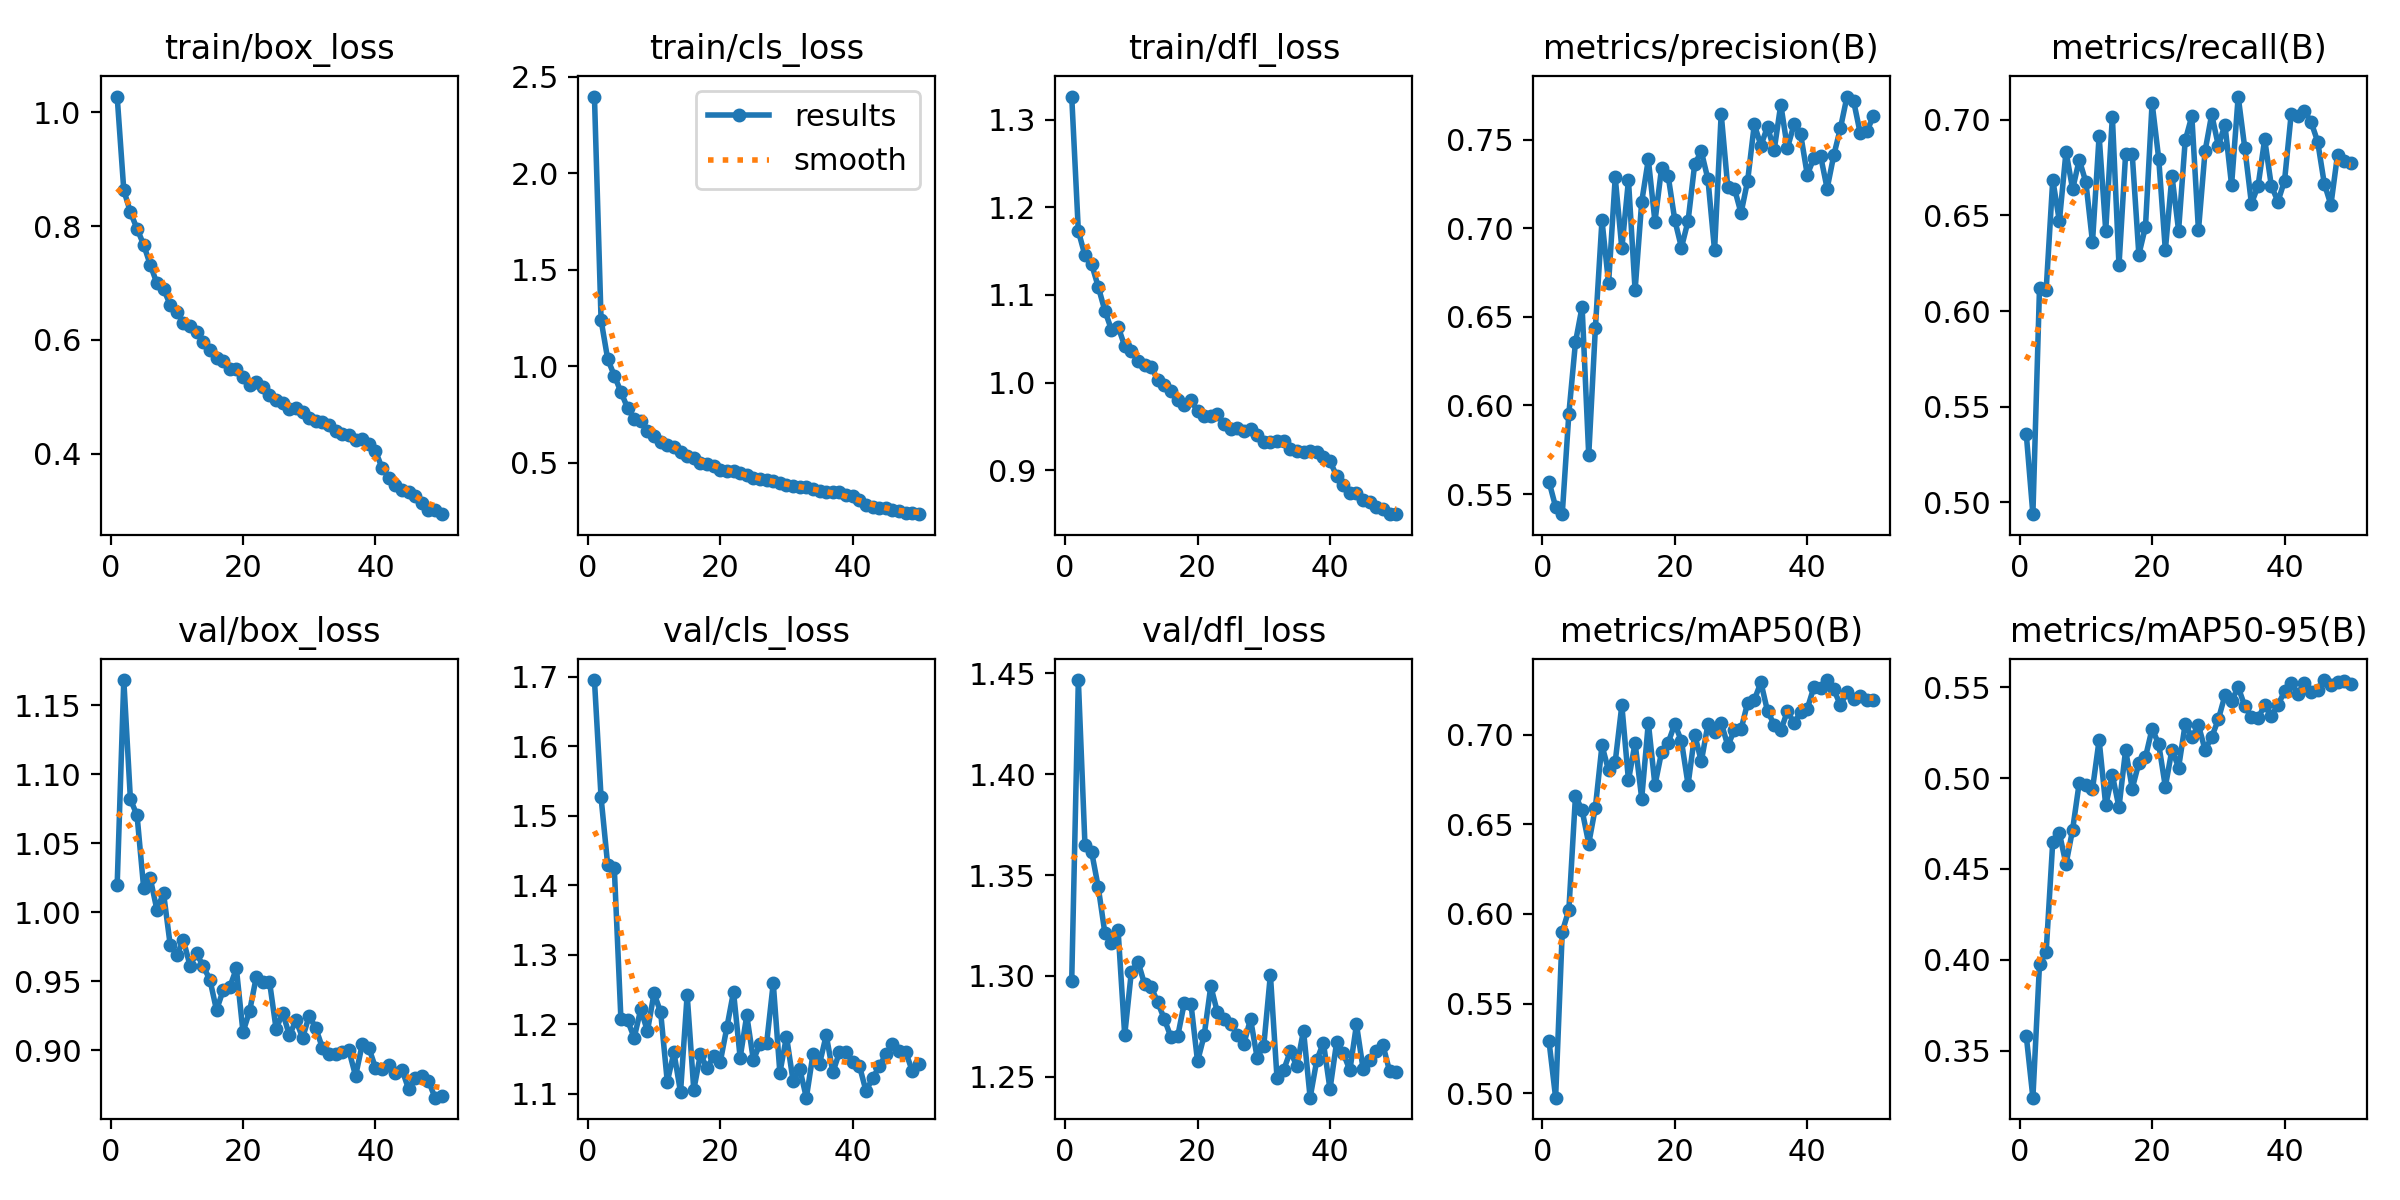 train/box_loss
1.0
0.8
0.6
0.4
0 20 40
train/cls_loss
results
smooth
2.5
2.0
1.5
1.0
0.5
0 20 40
train/dfl_loss
1.3
1.2
1.1
1.0
0.9
0 20 40
metrics/precision(B)
0.75
0.70
0.65
0.60
0.55
0 20 40
metrics/recall(B)
0.70
0.65
0.60
0.55
0.50
0 20 40
val/box_loss
1.15
1.10
1.05
1.00
0.95
0.90
0 20 40
val/cls_loss
1.7
1.6
1.5
1.4
1.3
1.2
1.1
0 20 40
val/dfl_loss
1.45
1.40
1.35
1.30
1.25
0 20 40
metrics/mAP50(B)
0.70
0.65
0.60
0.55
0.50
0 20 40
metrics/mAP50-95(B)
0.55
0.50
0.45
0.40
0.35
0 20 40